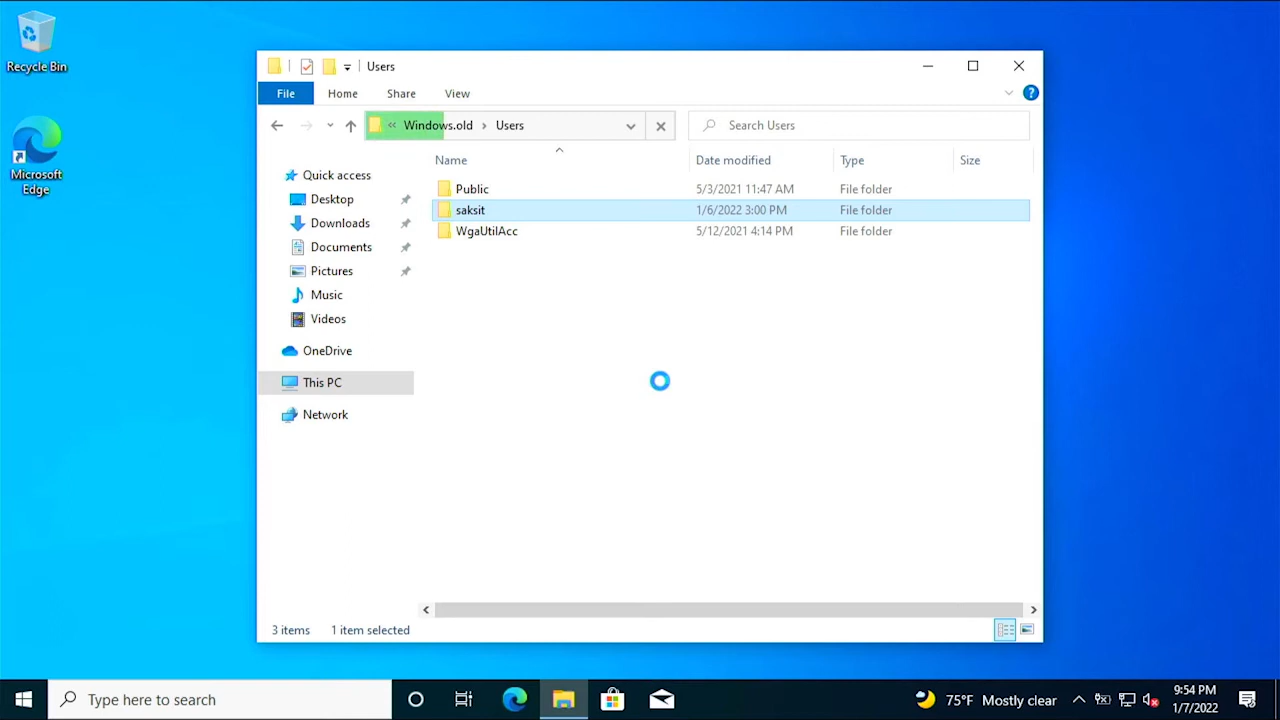 Recycle Bin
Microsoft
Edge
Users
File
Home
Share
View
?
«
Windows.old
Users
Search Users
Name
Date modified
Type
Size
Public
5/3/2021 11:47 AM
File folder
saksit
1/6/2022 3:00 PM
File folder
WgaUtilAcc
5/12/2021 4:14 PM
File folder
Quick access
Desktop
Downloads
Documents
Pictures
Music
Videos
OneDrive
This PC
Network
3 items
1 item selected
Type here to search
75°F Mostly clear
9:54 PM
1/7/2022